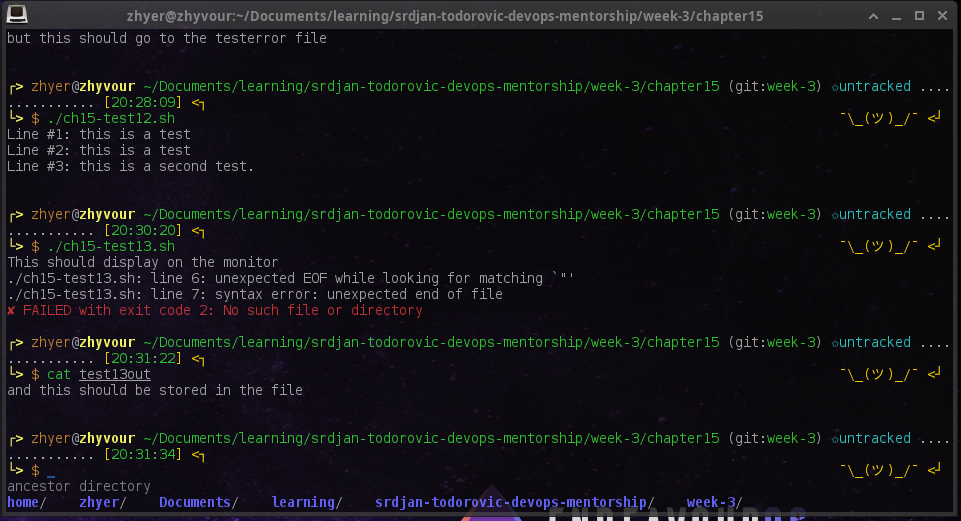 zhyer@zhyvour:~/Documents/learning/srdjan-todorovic-devops-mentorship/week-3/chapter15
but this should go to the testerror file
┌> zhyer@zhyvour ~/Documents/learning/srdjan-todorovic-devops-mentorship/week-3/chapter15 (git:week-3) ✩untracked ....
........... [20:28:09] <┐
└> $ ./ch15-test12.sh ¯\_(ツ)_/¯ <┘
Line #1: this is a test
Line #2: this is a test
Line #3: this is a second test.
┌> zhyer@zhyvour ~/Documents/learning/srdjan-todorovic-devops-mentorship/week-3/chapter15 (git:week-3) ✩untracked ....
........... [20:30:20] <┐
└> $ ./ch15-test13.sh ¯\_(ツ)_/¯ <┘
This should display on the monitor
./ch15-test13.sh: line 6: unexpected EOF while looking for matching `"'
./ch15-test13.sh: line 7: syntax error: unexpected end of file
✘ FAILED with exit code 2: No such file or directory
┌> zhyer@zhyvour ~/Documents/learning/srdjan-todorovic-devops-mentorship/week-3/chapter15 (git:week-3) ✩untracked ....
........... [20:31:22] <┐
└> $ cat test13out ¯\_(ツ)_/¯ <┘
and this should be stored in the file
┌> zhyer@zhyvour ~/Documents/learning/srdjan-todorovic-devops-mentorship/week-3/chapter15 (git:week-3) ✩untracked ....
........... [20:31:34] <┐
└> $ _ ¯\_(ツ)_/¯ <┘
ancestor directory
home/ zhyer/ Documents/ learning/ srdjan-todorovic-devops-mentorship/ week-3/